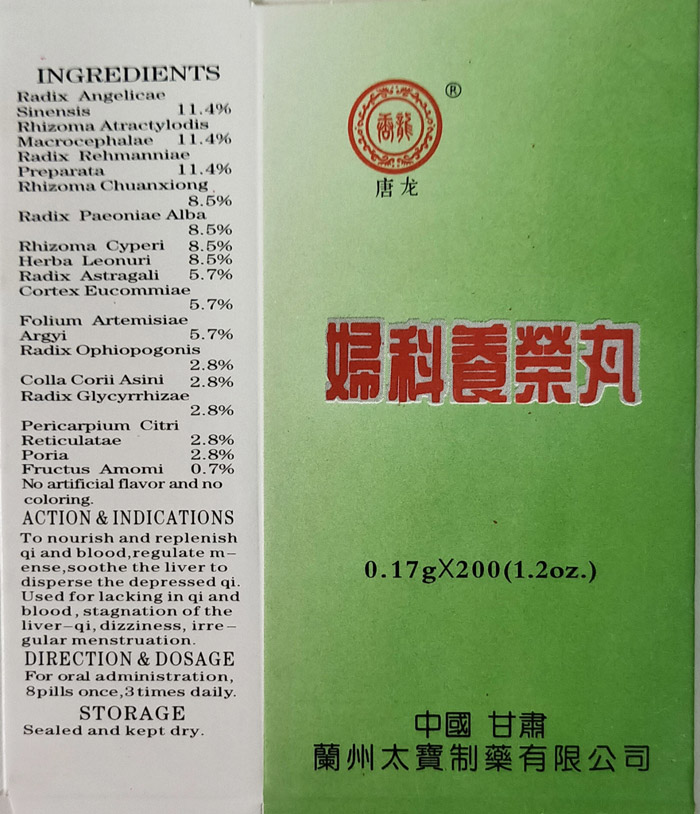 INGREDIENTS
Radix Angelicae
Sinensis 11.4%
Rhizoma Atractylodis
Macrocephalae 11.4%
Radix Rehmanniae
Preparata 11.4%
Rhizoma Chuanxiong
8.5%
Radix Paeoniae Alba
8.5%
Rhizoma Cyperi 8.5%
Herba Leonuri 8.5%
Radix Astragali 5.7%
Cortex Eucommiae
5.7%
Folium Artemisiae
Argyi 5.7%
Radix Ophiopogonis
2.8%
Colla Corii Asini 2.8%
Radix Glycyrrhizae
2.8%
Pericarpium Citri
Reticulatae 2.8%
Poria 2.8%
Fructus Amomi 0.7%
No artificial flavor and no
coloring.
ACTION & INDICATIONS
To nourish and replenish
qi and blood,regulate m-
ense,soothe the liver to
disperse the depressed qi.
Used for lacking in qi and
blood, stagnation of the
liver-qi, dizziness, irre-
gular menstruation.
DIRECTION & DOSAGE
For oral administration,
8pills once,3times daily.
STORAGE
Sealed and kept dry.
®
唐龙
婦科養榮丸
0.17gX200(1.2oz.)
中國 甘肅
蘭州太寶制藥有限公司